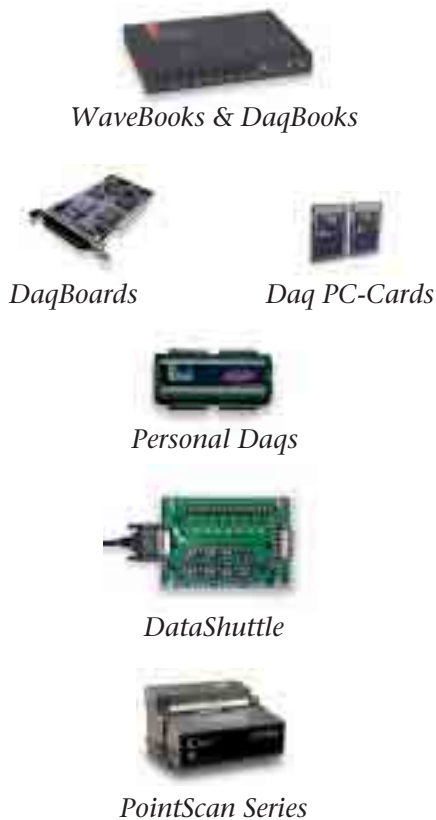 WaveBooks & DaqBooks
DaqBoards
Daq PC-Cards
Personal Daqs
DataShuttle
PointScan Series